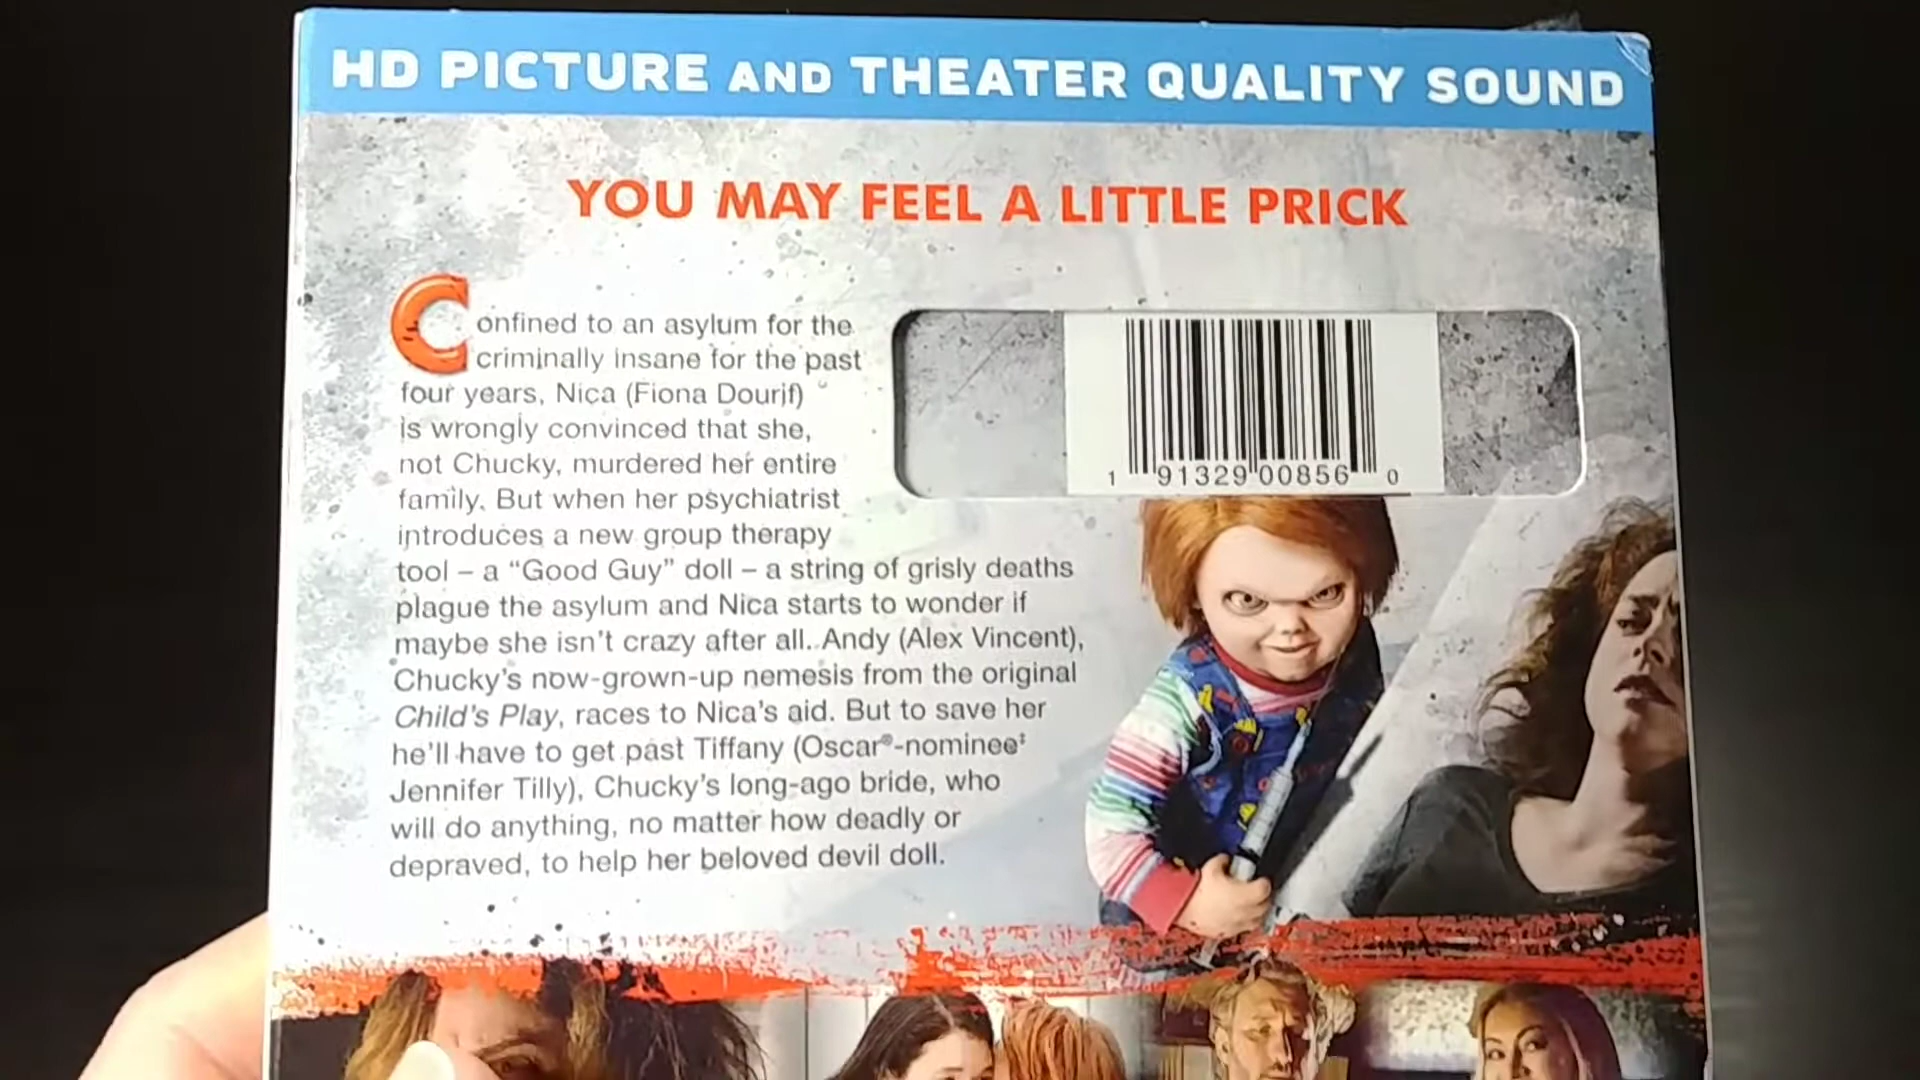 HD PICTURE AND THEATER QUALITY SOUND
YOU MAY FEEL A LITTLE PRICK
Confined to an asylum for the
criminally insane for the past
four years, Nica (Fiona Dourif)
is wrongly convinced that she,
not Chucky, murdered her entire
family. But when her psychiatrist
introduces a new group therapy
tool – a “Good Guy” doll – a string of grisly deaths
plague the asylum and Nica starts to wonder if
maybe she isn't crazy after all. Andy (Alex Vincent),
Chucky's now-grown-up nemesis from the original
Child's Play, races to Nica's aid. But to save her
he'll have to get past Tiffany (Oscar®-nominee‡
Jennifer Tilly), Chucky's long-ago bride, who
will do anything, no matter how deadly or
depraved, to help her beloved devil doll.
1 91329 00856 0